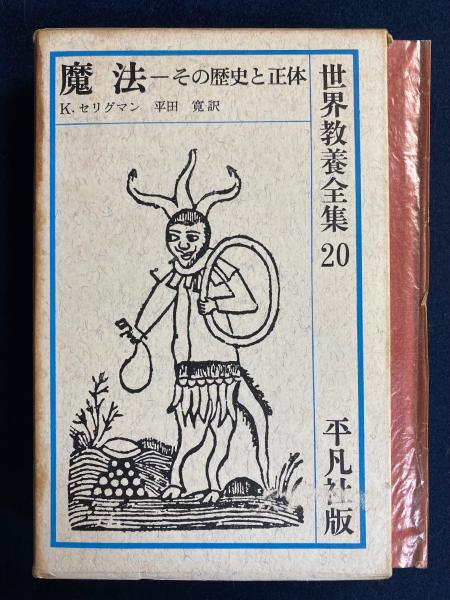 魔法―その歴史と正体
K・セリグマン 平田 寛訳
世界教養全集 20
平凡社版